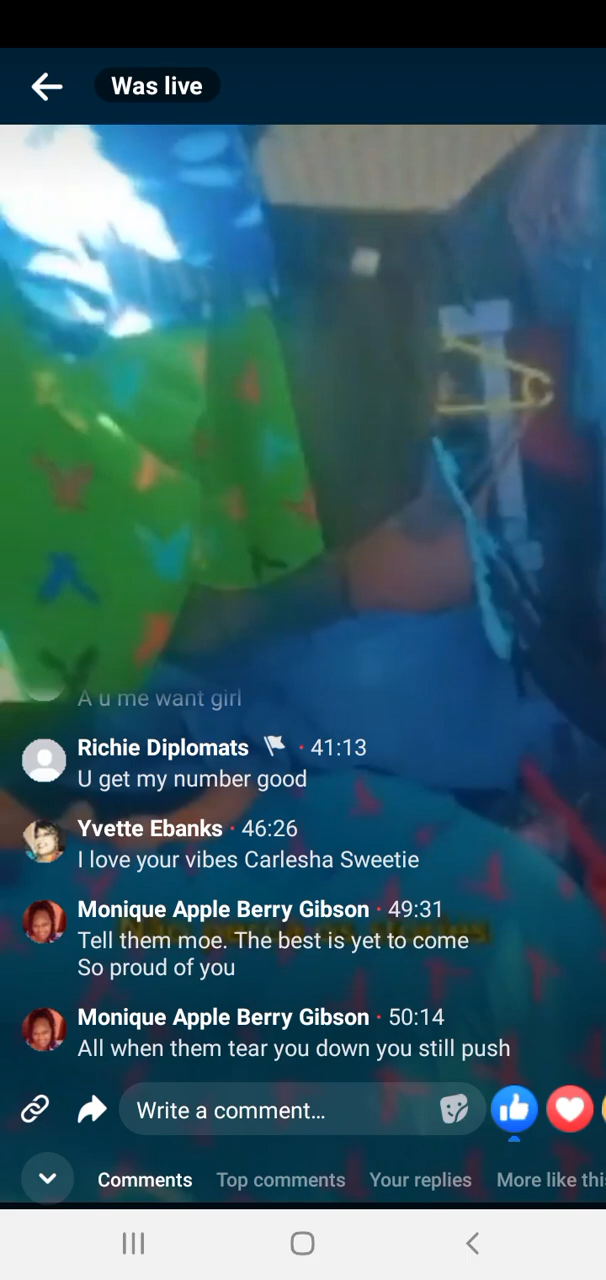 Was live
A u me want girl
Richie Diplomats · 41:13
U get my number good
Yvette Ebanks · 46:26
I love your vibes Carlesha Sweetie
Monique Apple Berry Gibson · 49:31
Tell them moe. The best is yet to come
So proud of you
Monique Apple Berry Gibson · 50:14
All when them tear you down you still push
Write a comment…
Comments Top comments Your replies More like this